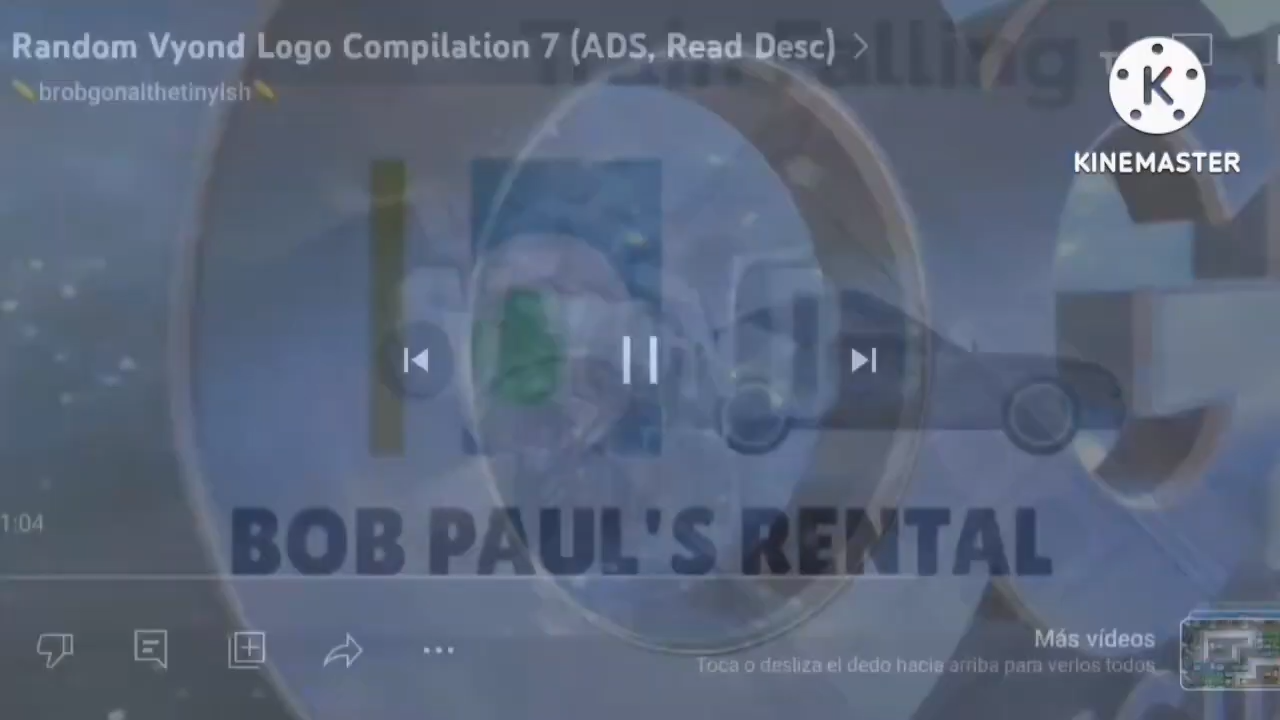 Random Vyond Logo Compilation 7 (ADS, Read Desc)
brobgonalthetinylsh
K
KINEMASTER
BOB PAUL'S RENTAL
1:04
Más vídeos
Toca o desliza el dedo hacia arriba para verlos todos